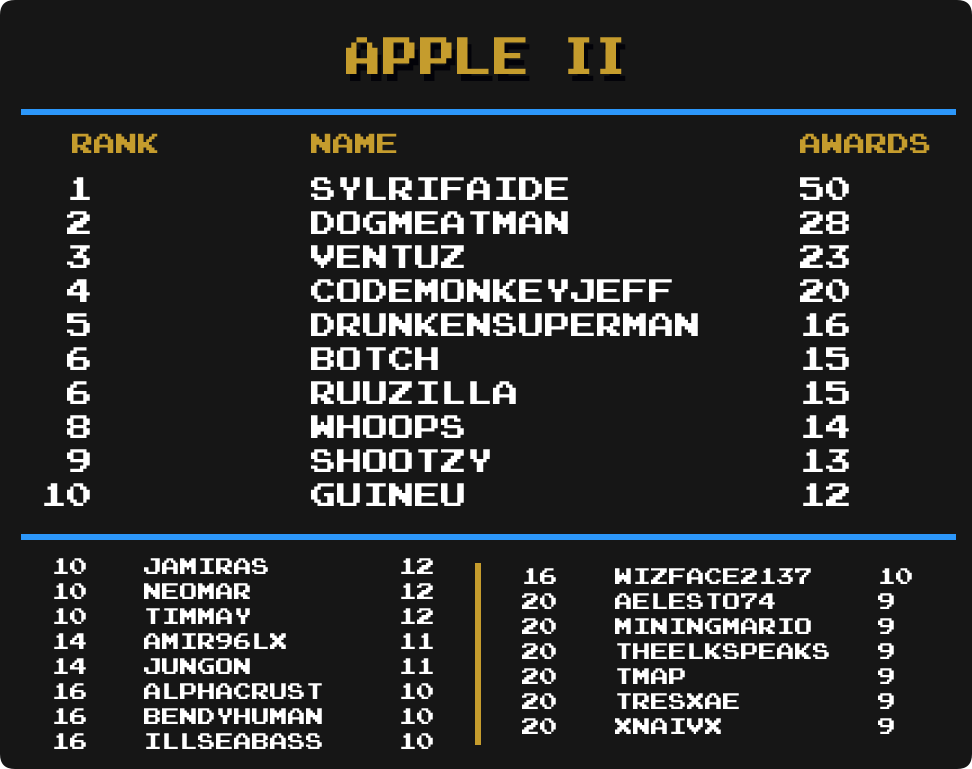 APPLE II
RANK NAME AWARDS
1 SYLRIFAIDE 50
2 DOGMEATMAN 28
3 VENTUZ 23
4 CODEMONKEYJEFF 20
5 DRUNKENSUPERMAN 16
6 BOTCH 15
6 RUUZILLA 15
8 WHOOPS 14
9 SHOOTZY 13
10 GUINEU 12
10 JAMIRAS 12
10 NEOMAR 12
10 TIMMAY 12
14 AMIR96LX 11
14 JUNGON 11
16 ALPHACRUST 10
16 BENDYHUMAN 10
16 ILLSEABASS 10
16 WIZFACE2137 10
20 AELESTO74 9
20 MININGMARIO 9
20 THEELKSPEAKS 9
20 TMAP 9
20 TRESXAE 9
20 XNAIVX 9